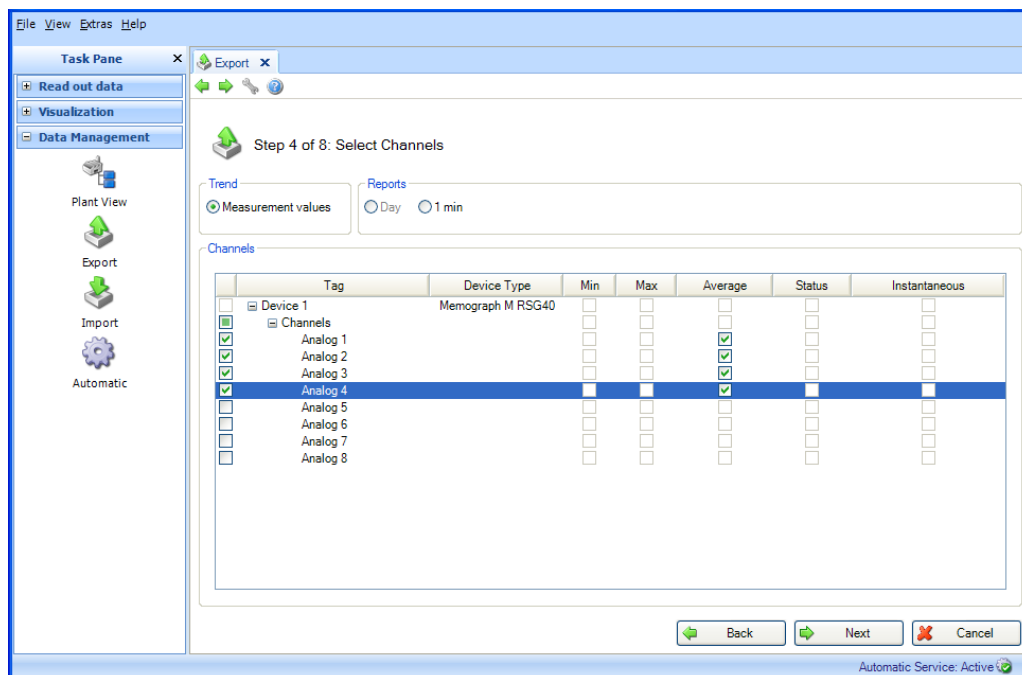 File View Extras Help
Task Pane
Export
Read out data
Visualization
Data Management
Plant View
Export
Import
Automatic
Step 4 of 8: Select Channels
Trend
Measurement values
Reports
Day
1 min
Channels
Tag Device Type Min Max Average Status Instantaneous
Device 1 Memograph M RSG40
Channels
Analog 1
Analog 2
Analog 3
Analog 4
Analog 5
Analog 6
Analog 7
Analog 8
Back Next Cancel
Automatic Service: Active